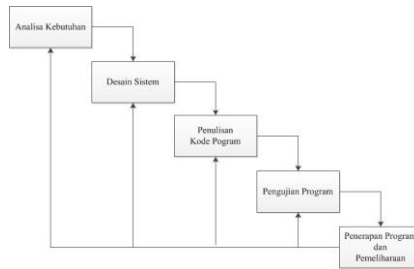 Analisa Kebutuhan
Desain Sistem
Penulisan
Kode Pogram
Pengujian Program
Penerapan Program
dan
Pemeliharaan